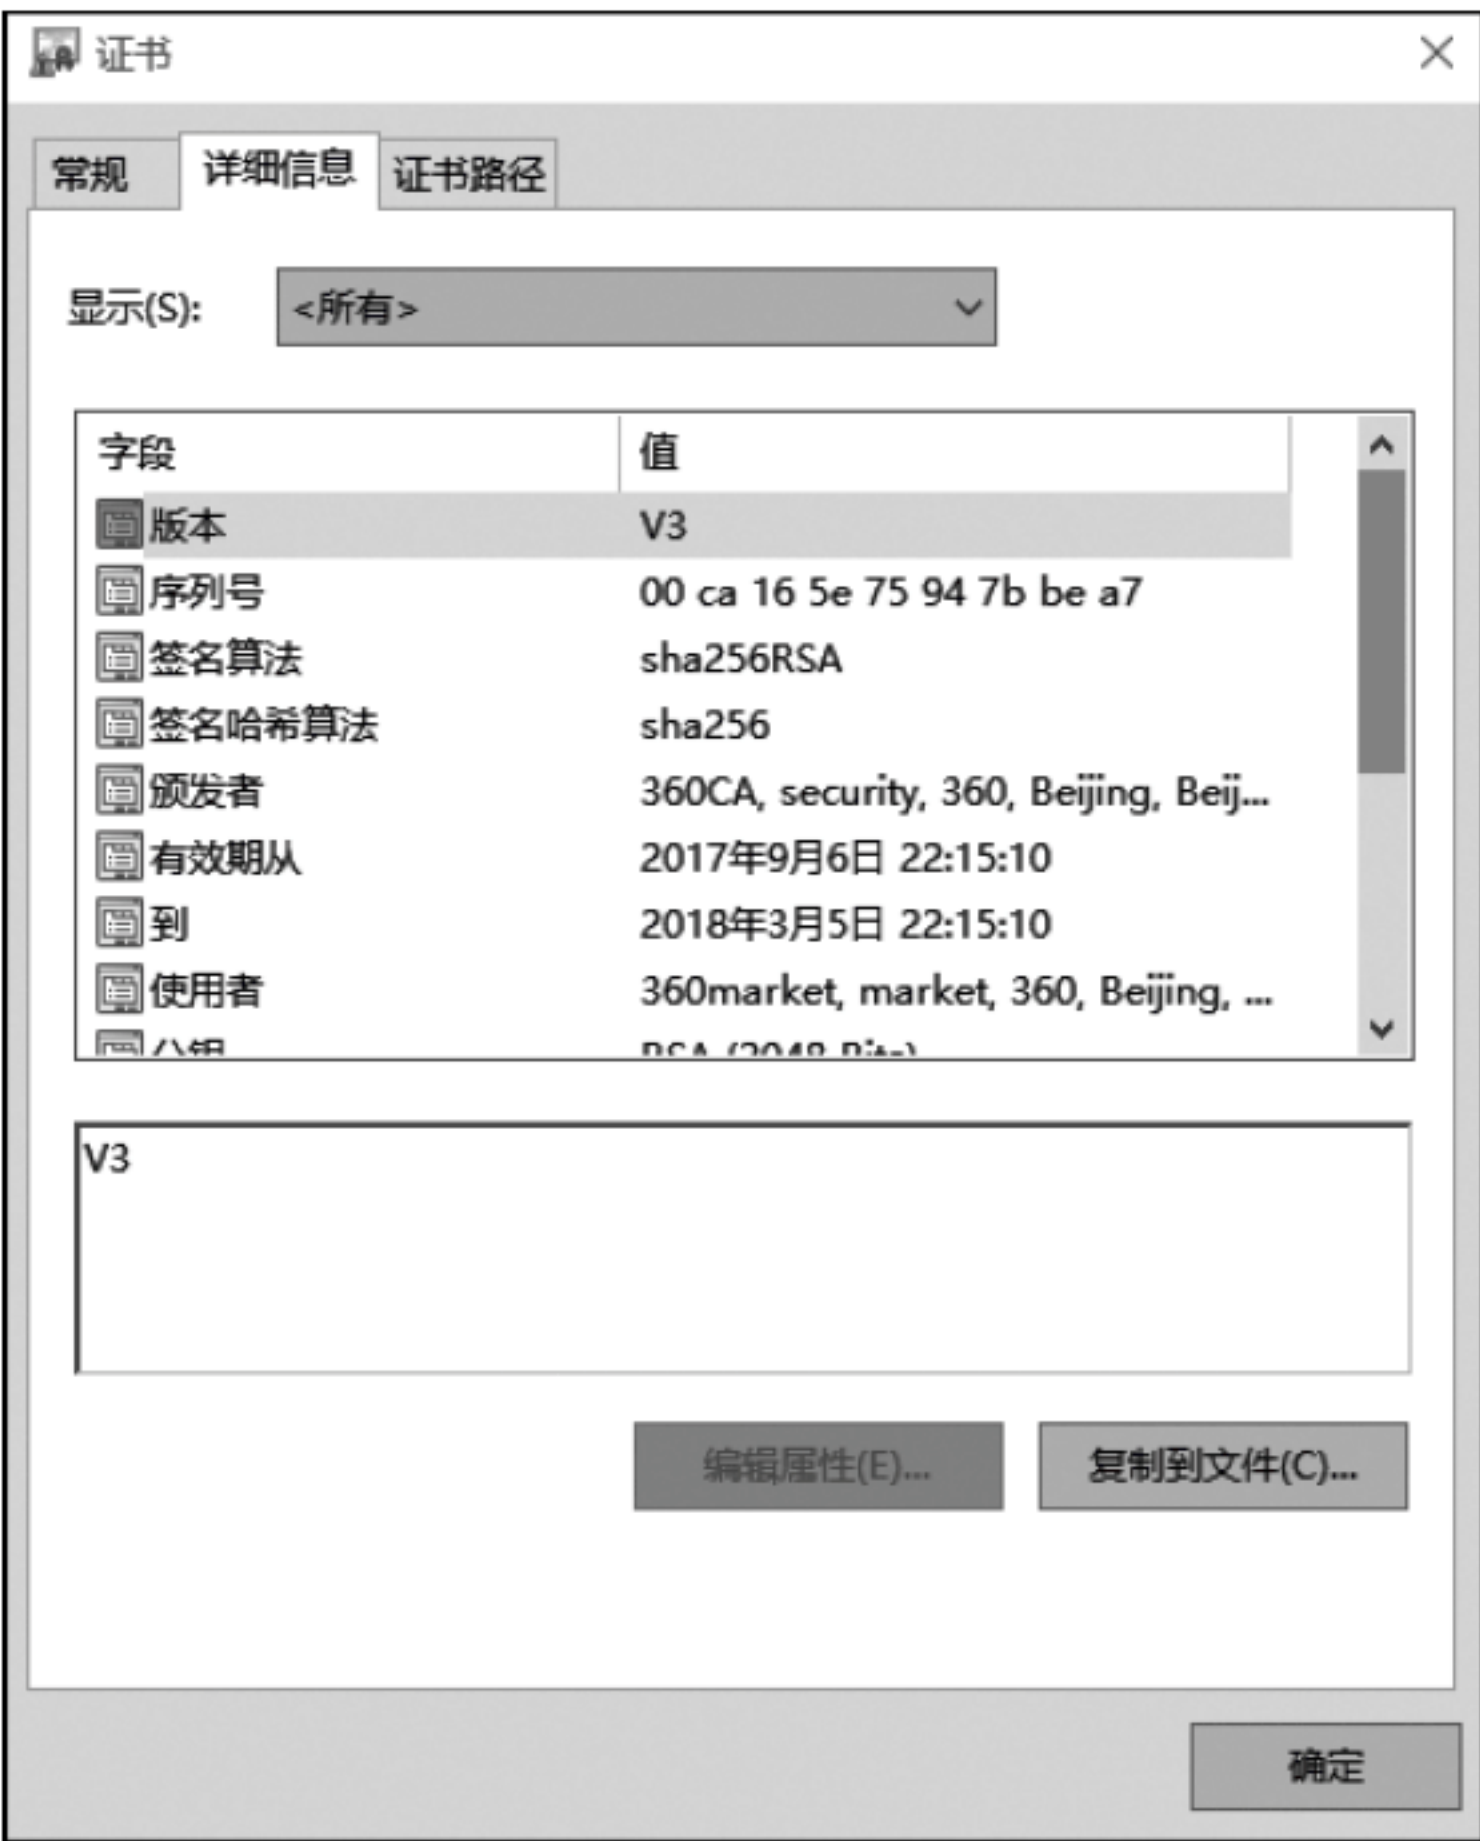 证书
常规 详细信息 证书路径
显示(S): <所有>
字段 值
版本 V3
序列号 00 ca 16 5e 75 94 7b be a7
签名算法 sha256RSA
签名哈希算法 sha256
颁发者 360CA, security, 360, Beijing, Beij...
有效期从 2017年9月6日 22:15:10
到 2018年3月5日 22:15:10
使用者 360market, market, 360, Beijing, ...
公钥 RSA (2048 Bits)
V3
编辑属性(E)... 复制到文件(C)...
确定